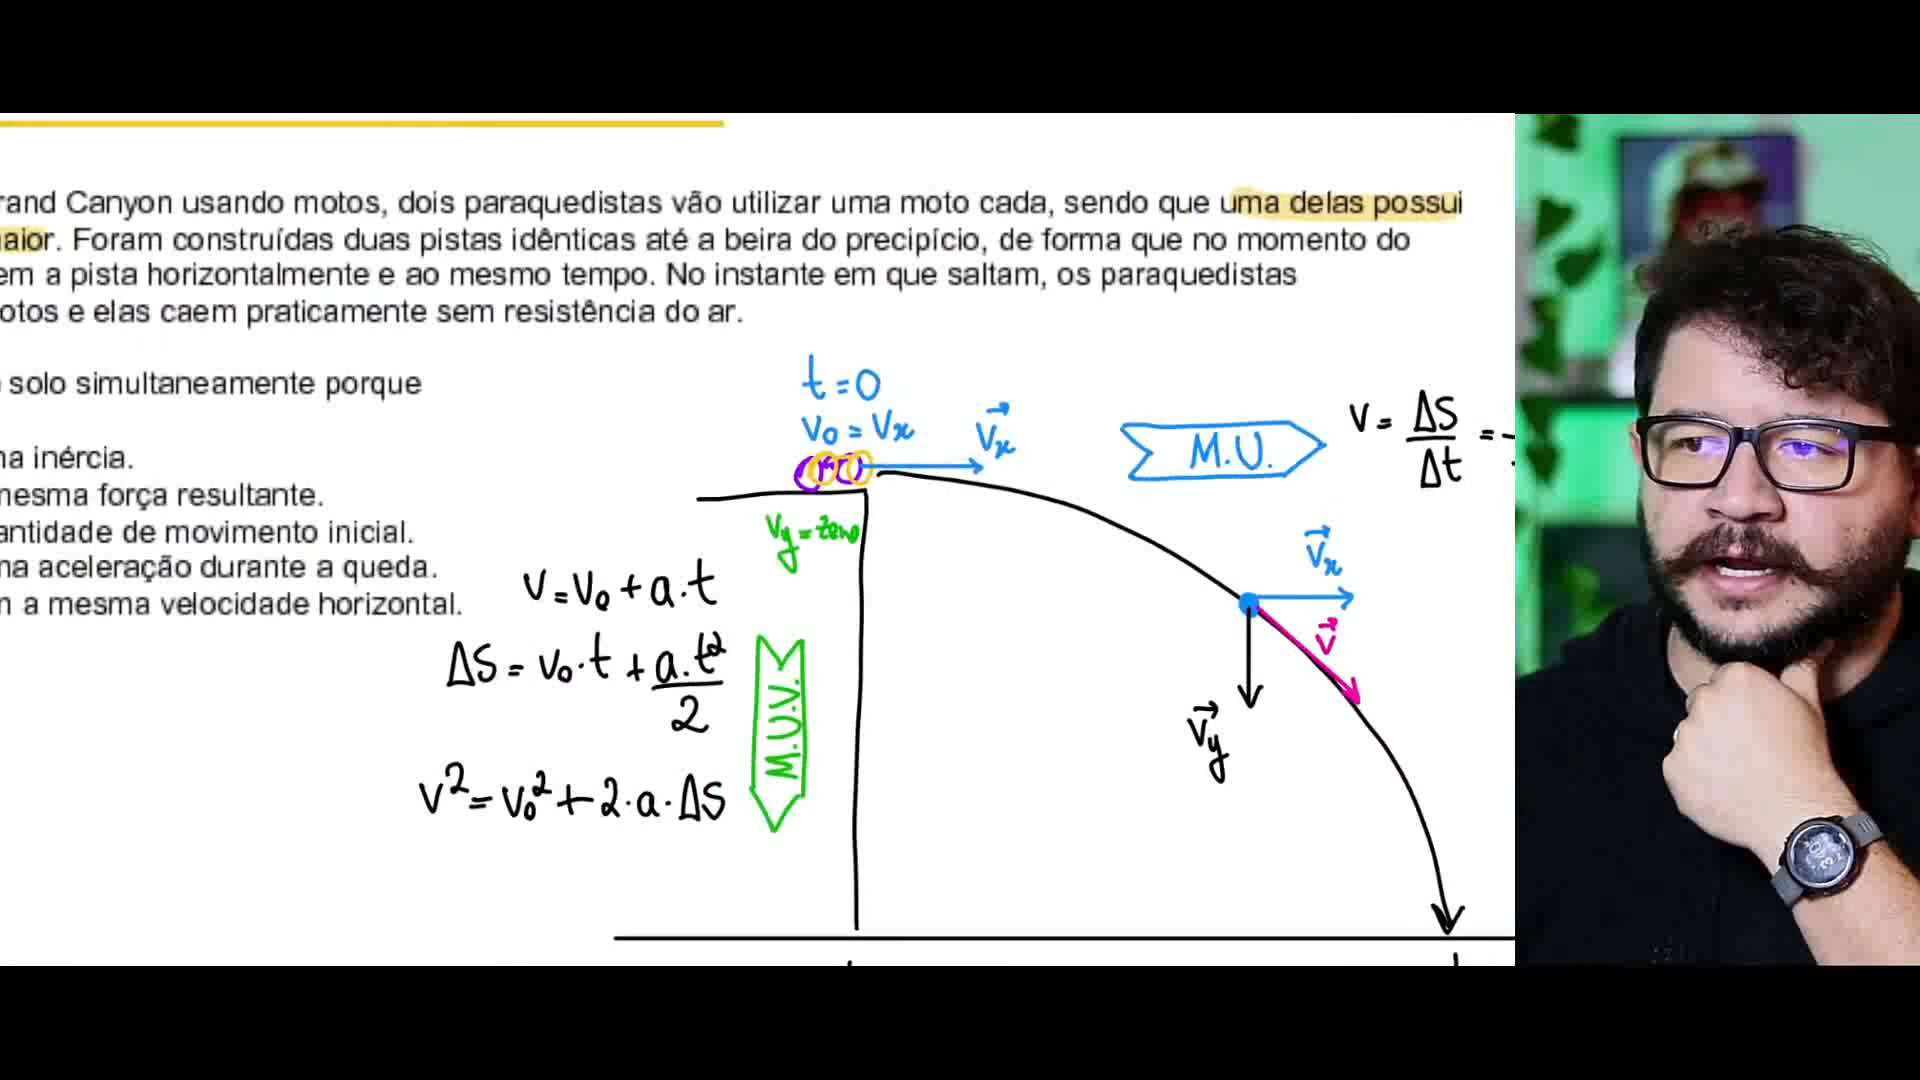 rand Canyon usando motos, dois paraquedistas vão utilizar uma moto cada, sendo que uma delas possui
aior. Foram construídas duas pistas idênticas até a beira do precipício, de forma que no momento do
em a pista horizontalmente e ao mesmo tempo. No instante em que saltam, os paraquedistas
otos e elas caem praticamente sem resistência do ar.
solo simultaneamente porque
na inércia.
mesma força resultante.
antidade de movimento inicial.
na aceleração durante a queda.
m a mesma velocidade horizontal.
t=0
V₀ = Vx
Vx
M.U.
V = ΔS/Δt =
Vy = zero
V = V₀ + a.t
ΔS = V₀.t + a.t²/2
V² = V₀² + 2.a.ΔS
M.U.V.
Vx
V
Vy